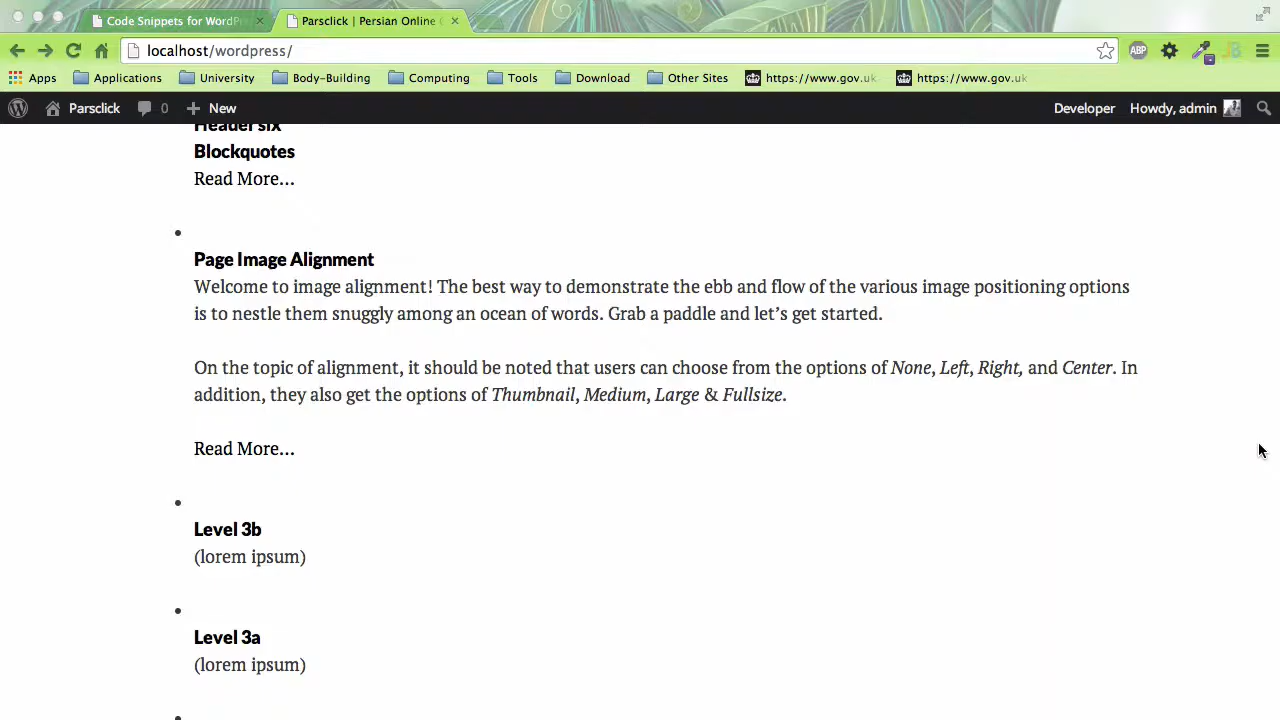 Code Snippets for WordPr
Parsclick | Persian Online
localhost/wordpress/
ABP
Apps
Applications
University
Body-Building
Computing
Tools
Download
Other Sites
https://www.gov.uk
https://www.gov.uk
Parsclick
0
New
Developer
Howdy, admin
Header six
Blockquotes
Read More…
Page Image Alignment
Welcome to image alignment! The best way to demonstrate the ebb and flow of the various image positioning options
is to nestle them snuggly among an ocean of words. Grab a paddle and let’s get started.
On the topic of alignment, it should be noted that users can choose from the options of None, Left, Right, and Center. In
addition, they also get the options of Thumbnail, Medium, Large & Fullsize.
Read More…
Level 3b
(lorem ipsum)
Level 3a
(lorem ipsum)